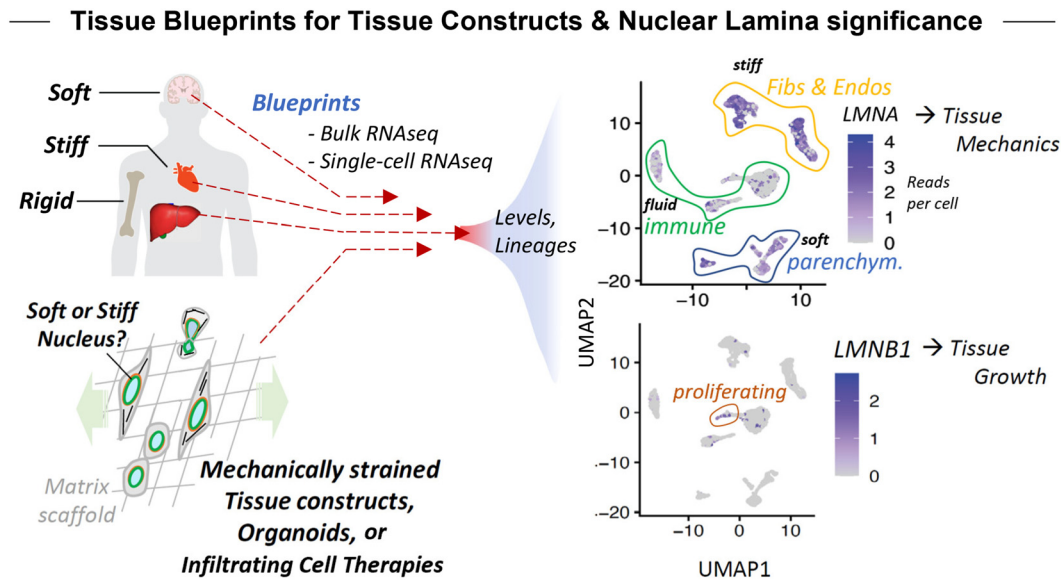 Tissue Blueprints for Tissue Constructs & Nuclear Lamina significance
Soft
Stiff
Rigid
Blueprints
- Bulk RNAseq
- Single-cell RNAseq
Levels,
Lineages
Soft or Stiff
Nucleus?
Matrix
scaffold
Mechanically strained
Tissue constructs,
Organoids, or
Infiltrating Cell Therapies
stiff
Fibs & Endos
fluid
immune
soft
parenchym.
10
0
-10
-20
-10
0
10
LMNA → Tissue
Mechanics
4
3
2
1
0
Reads
per cell
UMAP2
proliferating
10
0
-10
.-20
-10
0
10
UMAP1
LMNB1 → Tissue
Growth
2
1
0